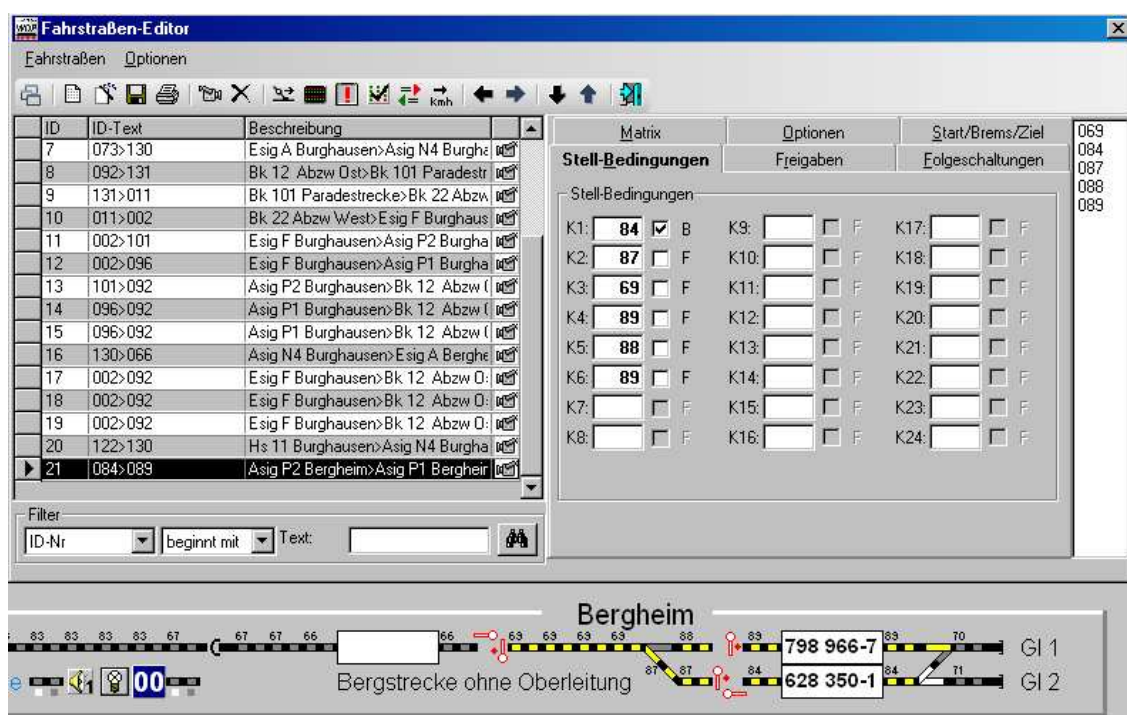 Fahrstraßen-Editor
Fahrstraßen Optionen
kmh
ID ID-Text Beschreibung
7 073>130 Esig A Burghausen>Asig N4 Burgha
8 092>131 Bk 12 Abzw Ost>Bk 101 Paradestr
9 131>011 Bk 101 Paradestrecke>Bk 22 Abzw
10 011>002 Bk 22 Abzw West>Esig F Burghaus
11 002>101 Esig F Burghausen>Asig P2 Burgha
12 002>096 Esig F Burghausen>Asig P1 Burgha
13 101>092 Asig P2 Burghausen>Bk 12 Abzw (
14 096>092 Asig P1 Burghausen>Bk 12 Abzw (
15 096>092 Asig P1 Burghausen>Bk 12 Abzw (
16 130>066 Asig N4 Burghausen>Esig A Berghe
17 002>092 Esig F Burghausen>Bk 12 Abzw O:
18 002>092 Esig F Burghausen>Bk 12 Abzw O:
19 002>092 Esig F Burghausen>Bk 12 Abzw O:
20 122>130 Hs 11 Burghausen>Asig N4 Burgha
21 084>089 Asig P2 Bergheim>Asig P1 Bergheir
Filter
ID-Nr beginnt mit Text:
Matrix Optionen Start/Brems/Ziel
Stell-Bedingungen Freigaben Folgeschaltungen
Stell-Bedingungen
K1: 84 B K9: F K17: F
K2: 87 F K10: F K18: F
K3: 69 F K11: F K19: F
K4: 89 F K12: F K20: F
K5: 88 F K13: F K21: F
K6: 89 F K14: F K22: F
K7: F K15: F K23: F
K8: F K16: F K24: F
069
084
087
088
089
Bergheim
83 83 83 83 67 67 67 66 66 69 69 69 69 88 89 798 966-7 89 70 Gl 1
e 1 00 Bergstrecke ohne Oberleitung 87 87 84 628 350-1 84 71 Gl 2